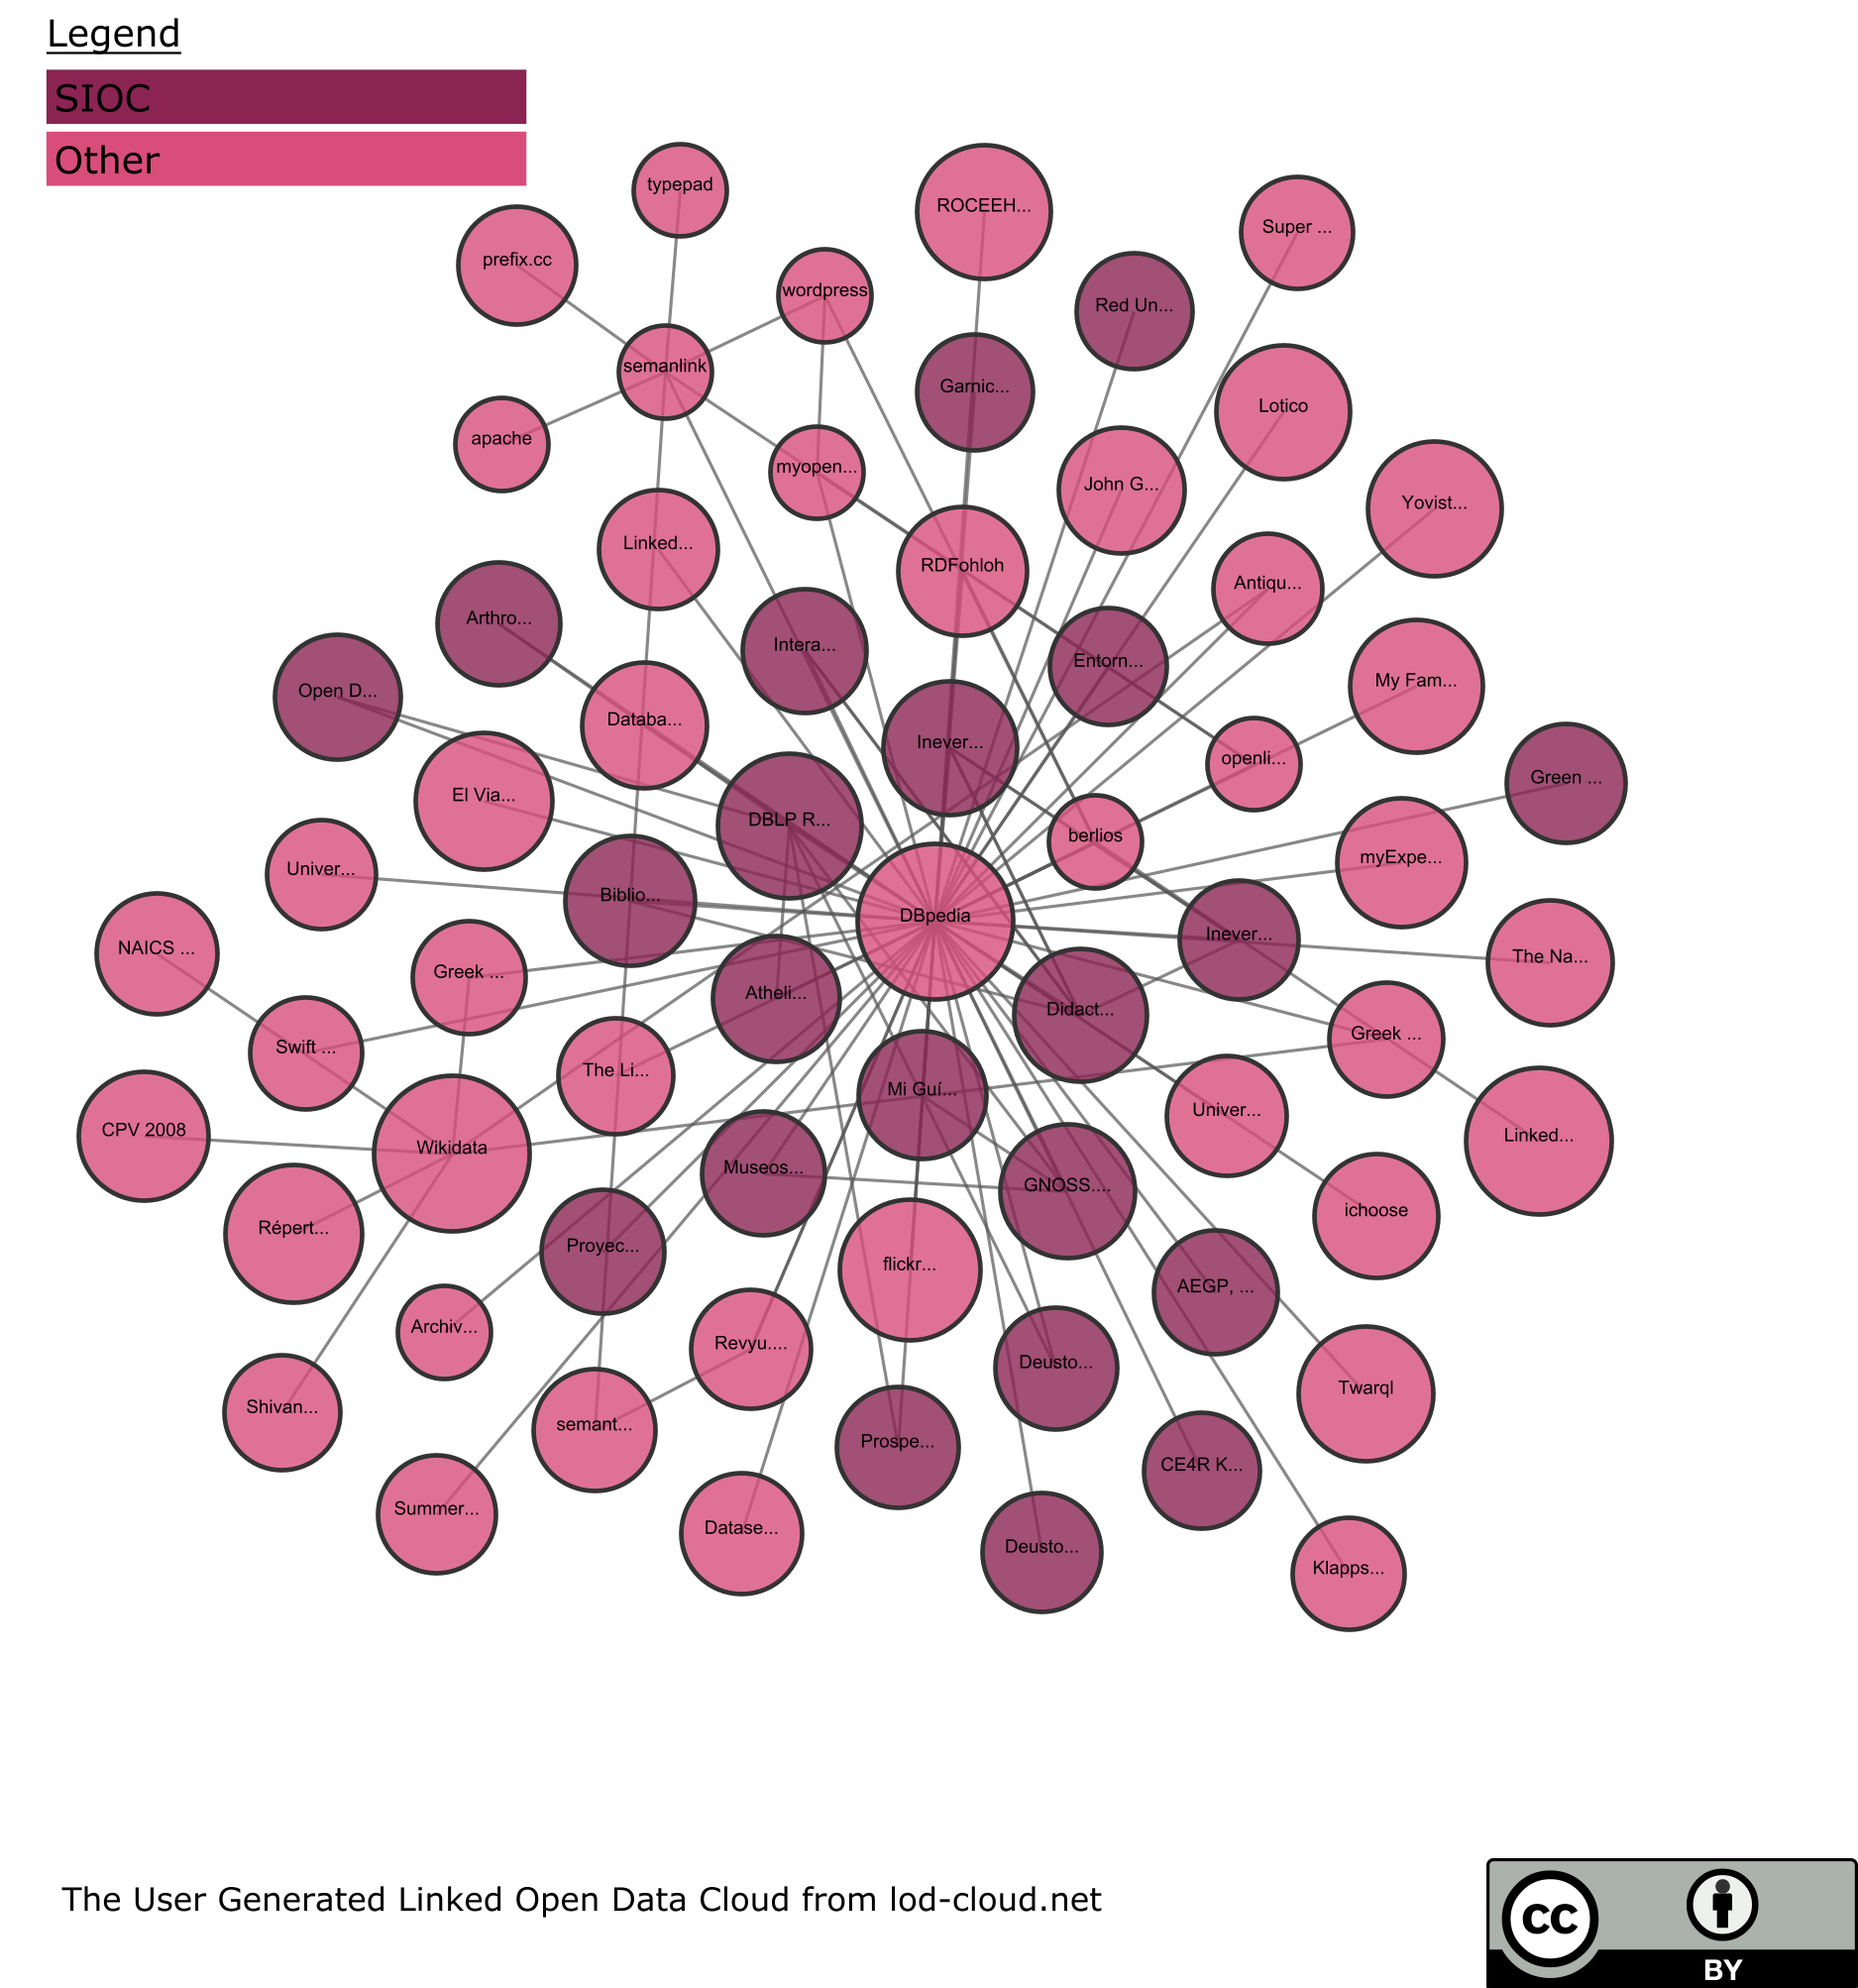 Legend
SIOC
Other
typepad
ROCEEH...
Super ...
prefix.cc
wordpress
Red Un...
semanlink
Garnic...
Lotico
apache
myopen...
John G...
Yovist...
Linked...
RDFohloh
Antiqu...
Arthro...
Intera...
Entorn...
My Fam...
Open D...
Databa...
Inever...
openli...
Green ...
El Via...
DBLP R...
berlios
myExpe...
Univer...
Biblio...
DBpedia
Inever...
The Na...
NAICS ...
Greek ...
Atheli...
Didact...
Greek ...
Swift ...
The Li...
Mi Guí...
Univer...
Linked...
CPV 2008
Wikidata
Museos...
GNOSS....
ichoose
Répert...
Proyec...
flickr...
AEGP, ...
Archiv...
Revyu....
Deusto...
Twarql
Shivan...
semant...
Prospe...
CE4R K...
Summer...
Datase...
Deusto...
Klapps...
The User Generated Linked Open Data Cloud from lod-cloud.net
cc
BY